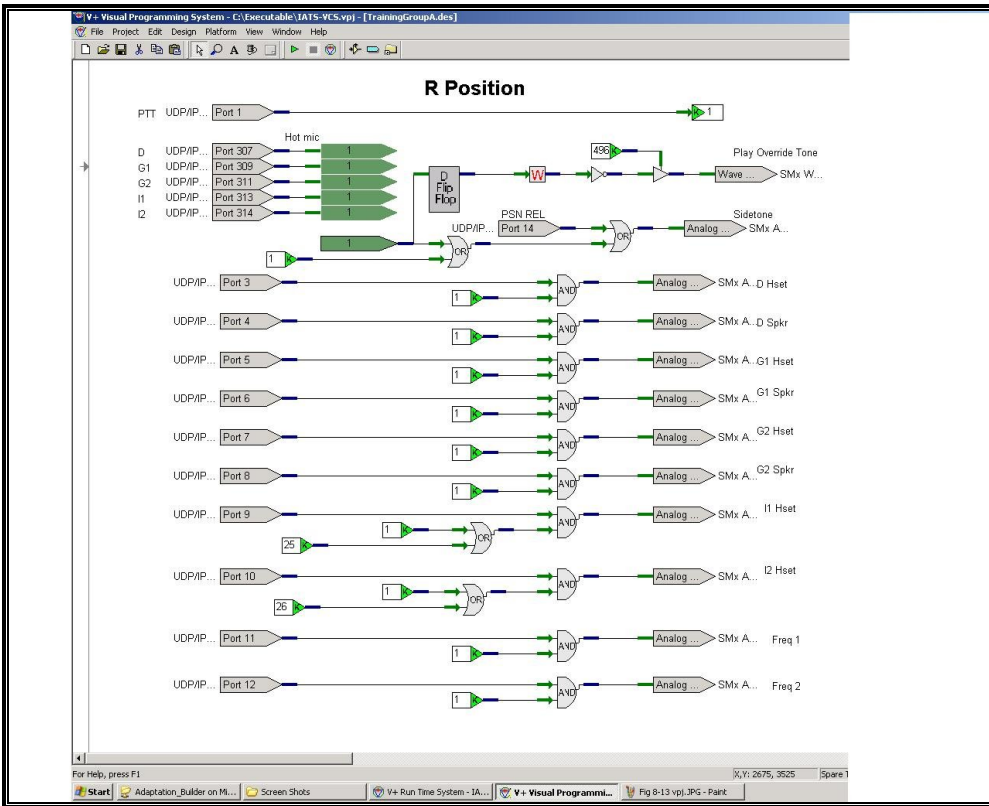 V+ Visual Programming System - C:\Executable\IATS-VCS.vpj - [TrainingGroupA.des]
File Project Edit Design Platform View Window Help
R Position
PTT UDP/IP... Port 1 K 1
Hot mic
D UDP/IP... Port 307 1
G1 UDP/IP... Port 309 1
G2 UDP/IP... Port 311 1
I1 UDP/IP... Port 313 1
I2 UDP/IP... Port 314 1
D Flip Flop
W
496 K
Play Override Tone
Wave ... SMx W...
PSN REL
UDP/IP... Port 14 OR
Sidetone
Analog ... SMx A...
1
OR
1 K
UDP/IP... Port 3 1 K AND Analog ... SMx A... D Hset
UDP/IP... Port 4 1 K AND Analog ... SMx A... D Spkr
UDP/IP... Port 5 1 K AND Analog ... SMx A... G1 Hset
UDP/IP... Port 6 1 K AND Analog ... SMx A... G1 Spkr
UDP/IP... Port 7 1 K AND Analog ... SMx A... G2 Hset
UDP/IP... Port 8 1 K AND Analog ... SMx A... G2 Spkr
UDP/IP... Port 9 AND Analog ... SMx A... I1 Hset
1 K OR
25 K
UDP/IP... Port 10 AND Analog ... SMx A... I2 Hset
1 K OR
26 K
UDP/IP... Port 11 1 K AND Analog ... SMx A... Freq 1
UDP/IP... Port 12 1 K AND Analog ... SMx A... Freq 2
For Help, press F1
X,Y: 2675, 3525 Spare
Start Adaptation_Builder on Mi... Screen Shots V+ Run Time System - IA... V+ Visual Programmi... Fig 8-13 vpj.JPG - Paint